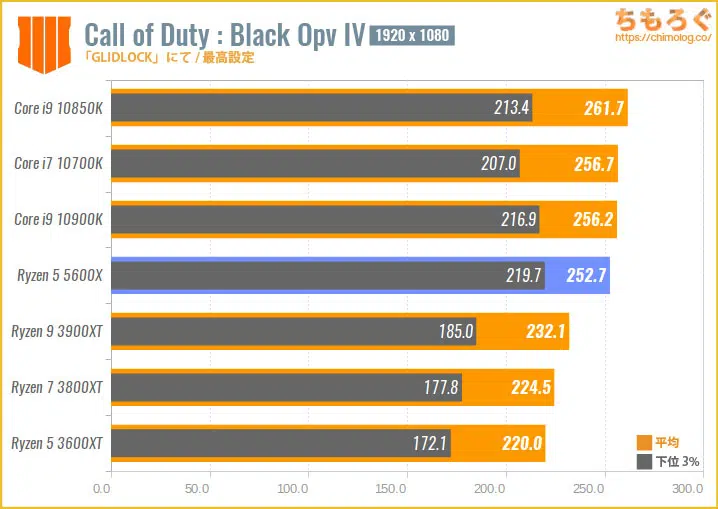 Call of Duty : Black Opv IV 1920 x 1080
「GLIDLOCK」にて / 最高設定
ちもろぐ
https://chimolog.co/
Core i9 10850K 213.4 261.7
Core i7 10700K 207.0 256.7
Core i9 10900K 216.9 256.2
Ryzen 5 5600X 219.7 252.7
Ryzen 9 3900XT 185.0 232.1
Ryzen 7 3800XT 177.8 224.5
Ryzen 5 3600XT 172.1 220.0
平均
下位 3%
0.0 50.0 100.0 150.0 200.0 250.0 300.0